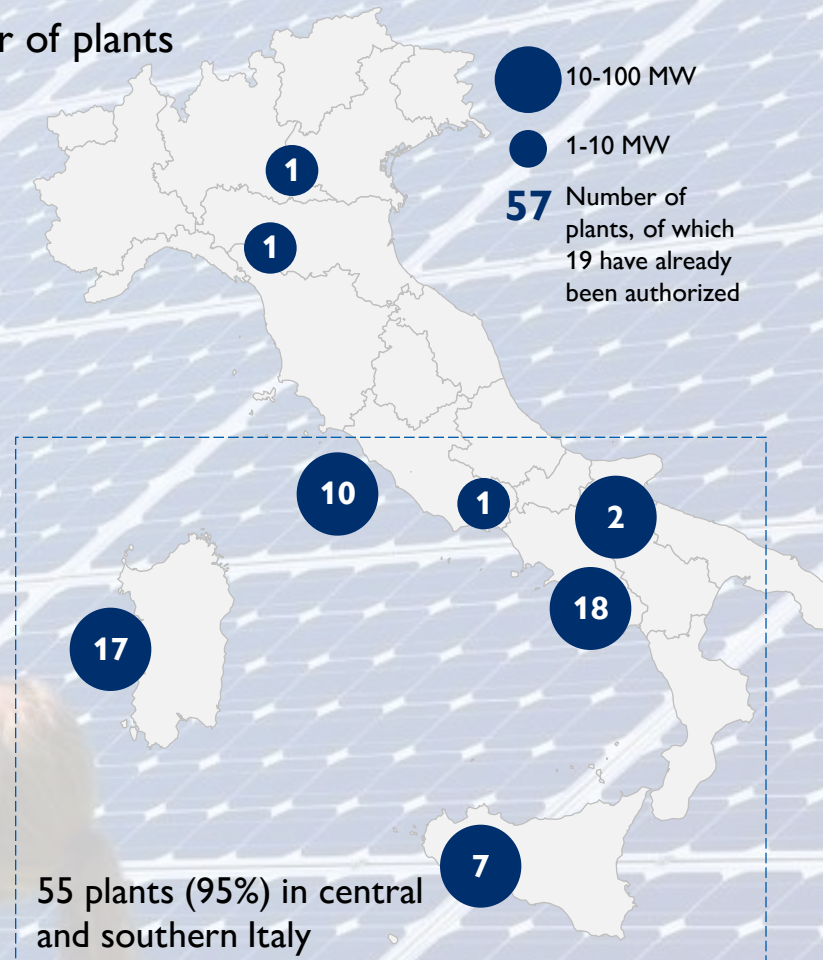 of plants
10-100 MW
1-10 MW
57 Number of
plants, of which
19 have already
been authorized
1
1
10
1
2
18
17
7
55 plants (95%) in central
and southern Italy